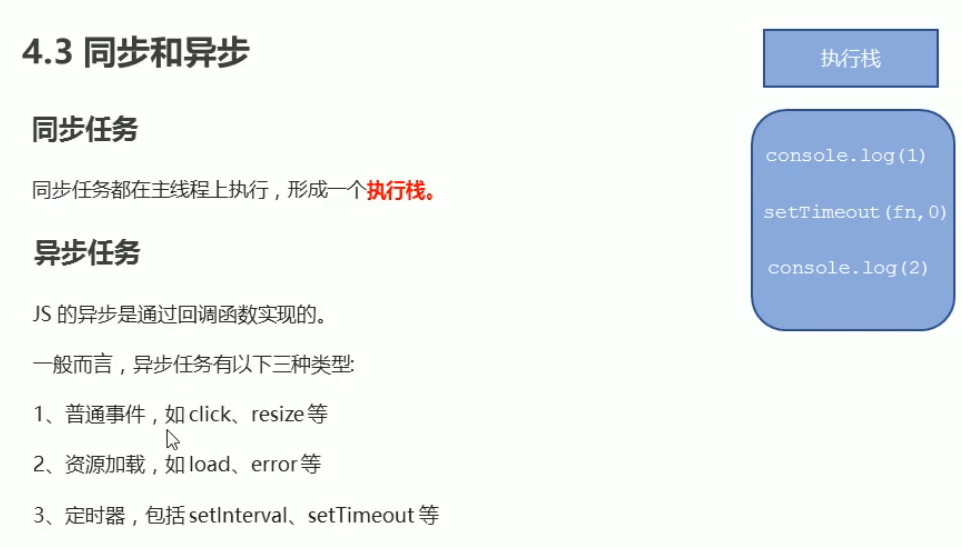 4.3 同步和异步
执行栈
同步任务
console.log(1)
同步任务都在主线程上执行，形成一个执行栈。
setTimeout(fn,0)
异步任务
console.log(2)
JS 的异步是通过回调函数实现的。
一般而言，异步任务有以下三种类型:
1、普通事件，如 click、resize 等
2、资源加载，如 load、error 等
3、定时器，包括 setInterval、setTimeout 等